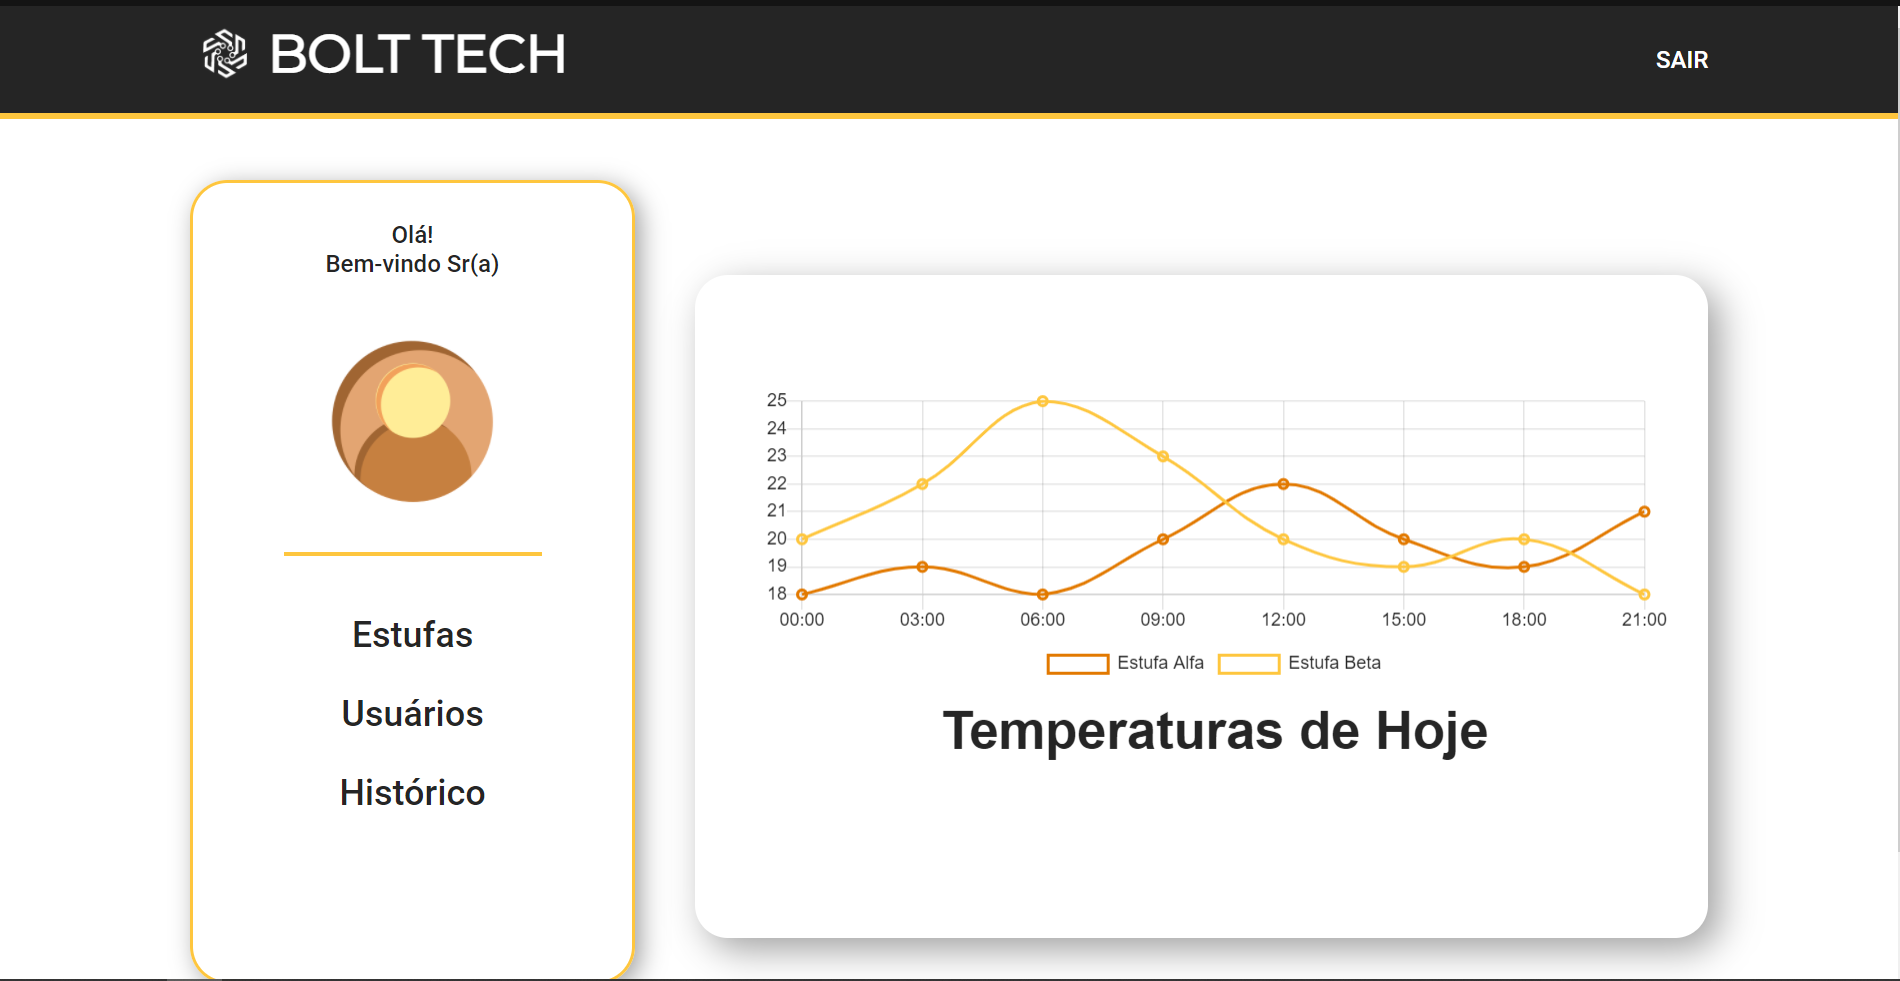 BOLT TECH
SAIR
Olá!
Bem-vindo Sr(a)
Estufas
Usuários
Histórico
25
24
23
22
21
20
19
18
00:00 03:00 06:00 09:00 12:00 15:00 18:00 21:00
Estufa Alfa Estufa Beta
Temperaturas de Hoje